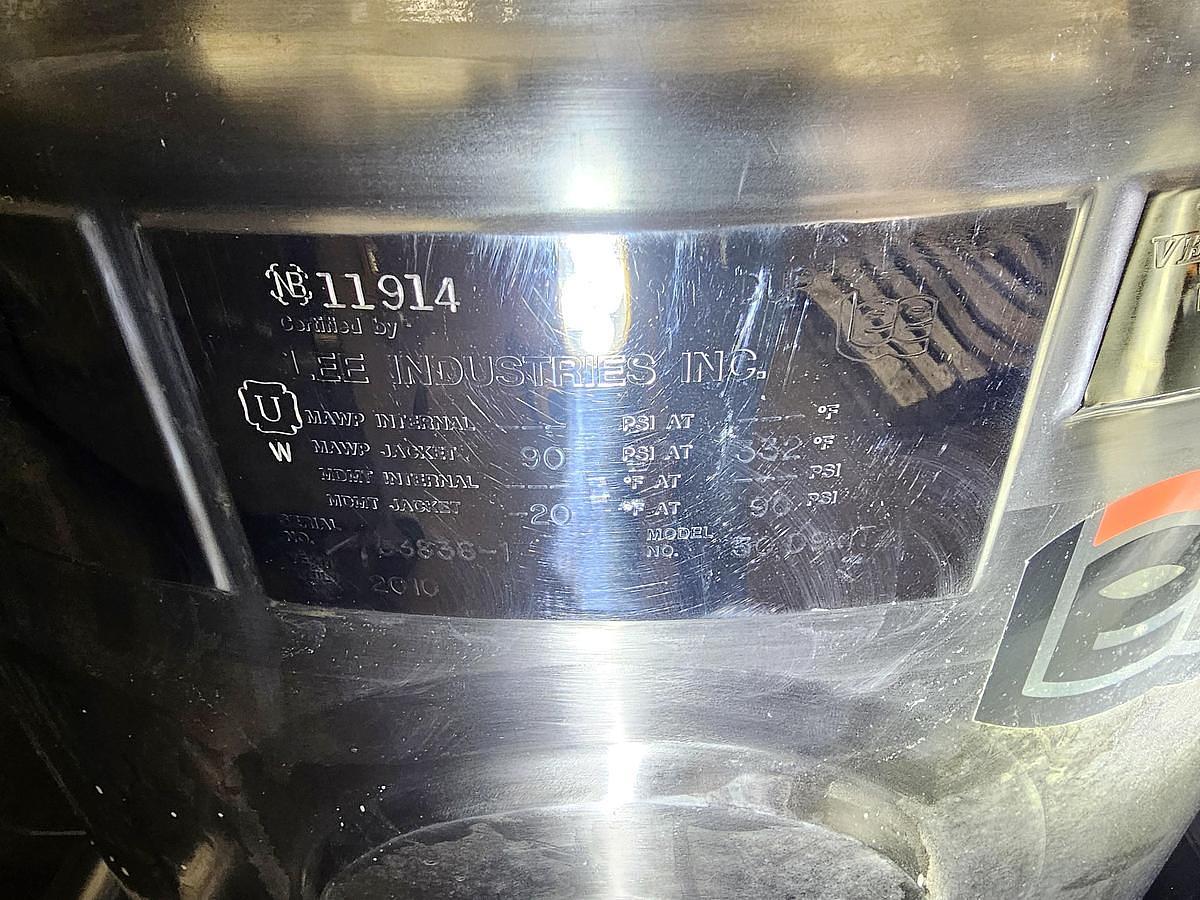 NB 11914
Certified by
LEE INDUSTRIES INC.
U MAWP INTERNAL — PSI AT — °F
W MAWP JACKET 90 PSI AT 332 °F
MDMT INTERNAL — °F AT — PSI
MDMT JACKET -20 °F AT 90 PSI
SERIAL NO. MODEL NO.
2010